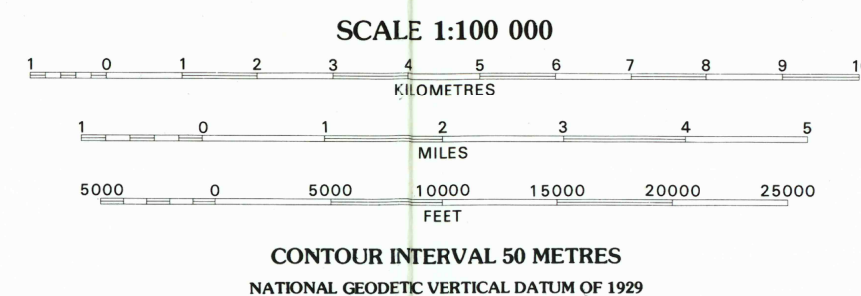 SCALE 1:100 000
1 0 1 2 3 4 5 6 7 8 9 10
KILOMETRES
1 0 1 2 3 4 5
MILES
5000 0 5000 10000 15000 20000 25000
FEET
CONTOUR INTERVAL 50 METRES
NATIONAL GEODETIC VERTICAL DATUM OF 1929